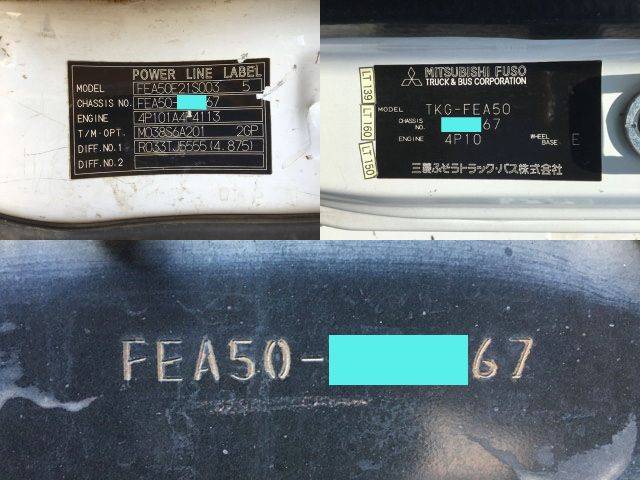 POWER LINE LABEL
MODEL FEA50E21S003 5
CHASSIS NO. FEA50- 67
ENGINE 4P101A4-4113
T/M-OPT. M038S6A201 2GP
DIFF.NO.1 R033TJ5555(4.875)
DIFF.NO.2
MITSUBISHI FUSO
TRUCK & BUS CORPORATION
MODEL TKG-FEA50
CHASSIS NO. 67
ENGINE 4P10 WHEEL BASE E
三菱ふそうトラック・バス株式会社
LT 139
LT 160
LT 150
FEA50- 67